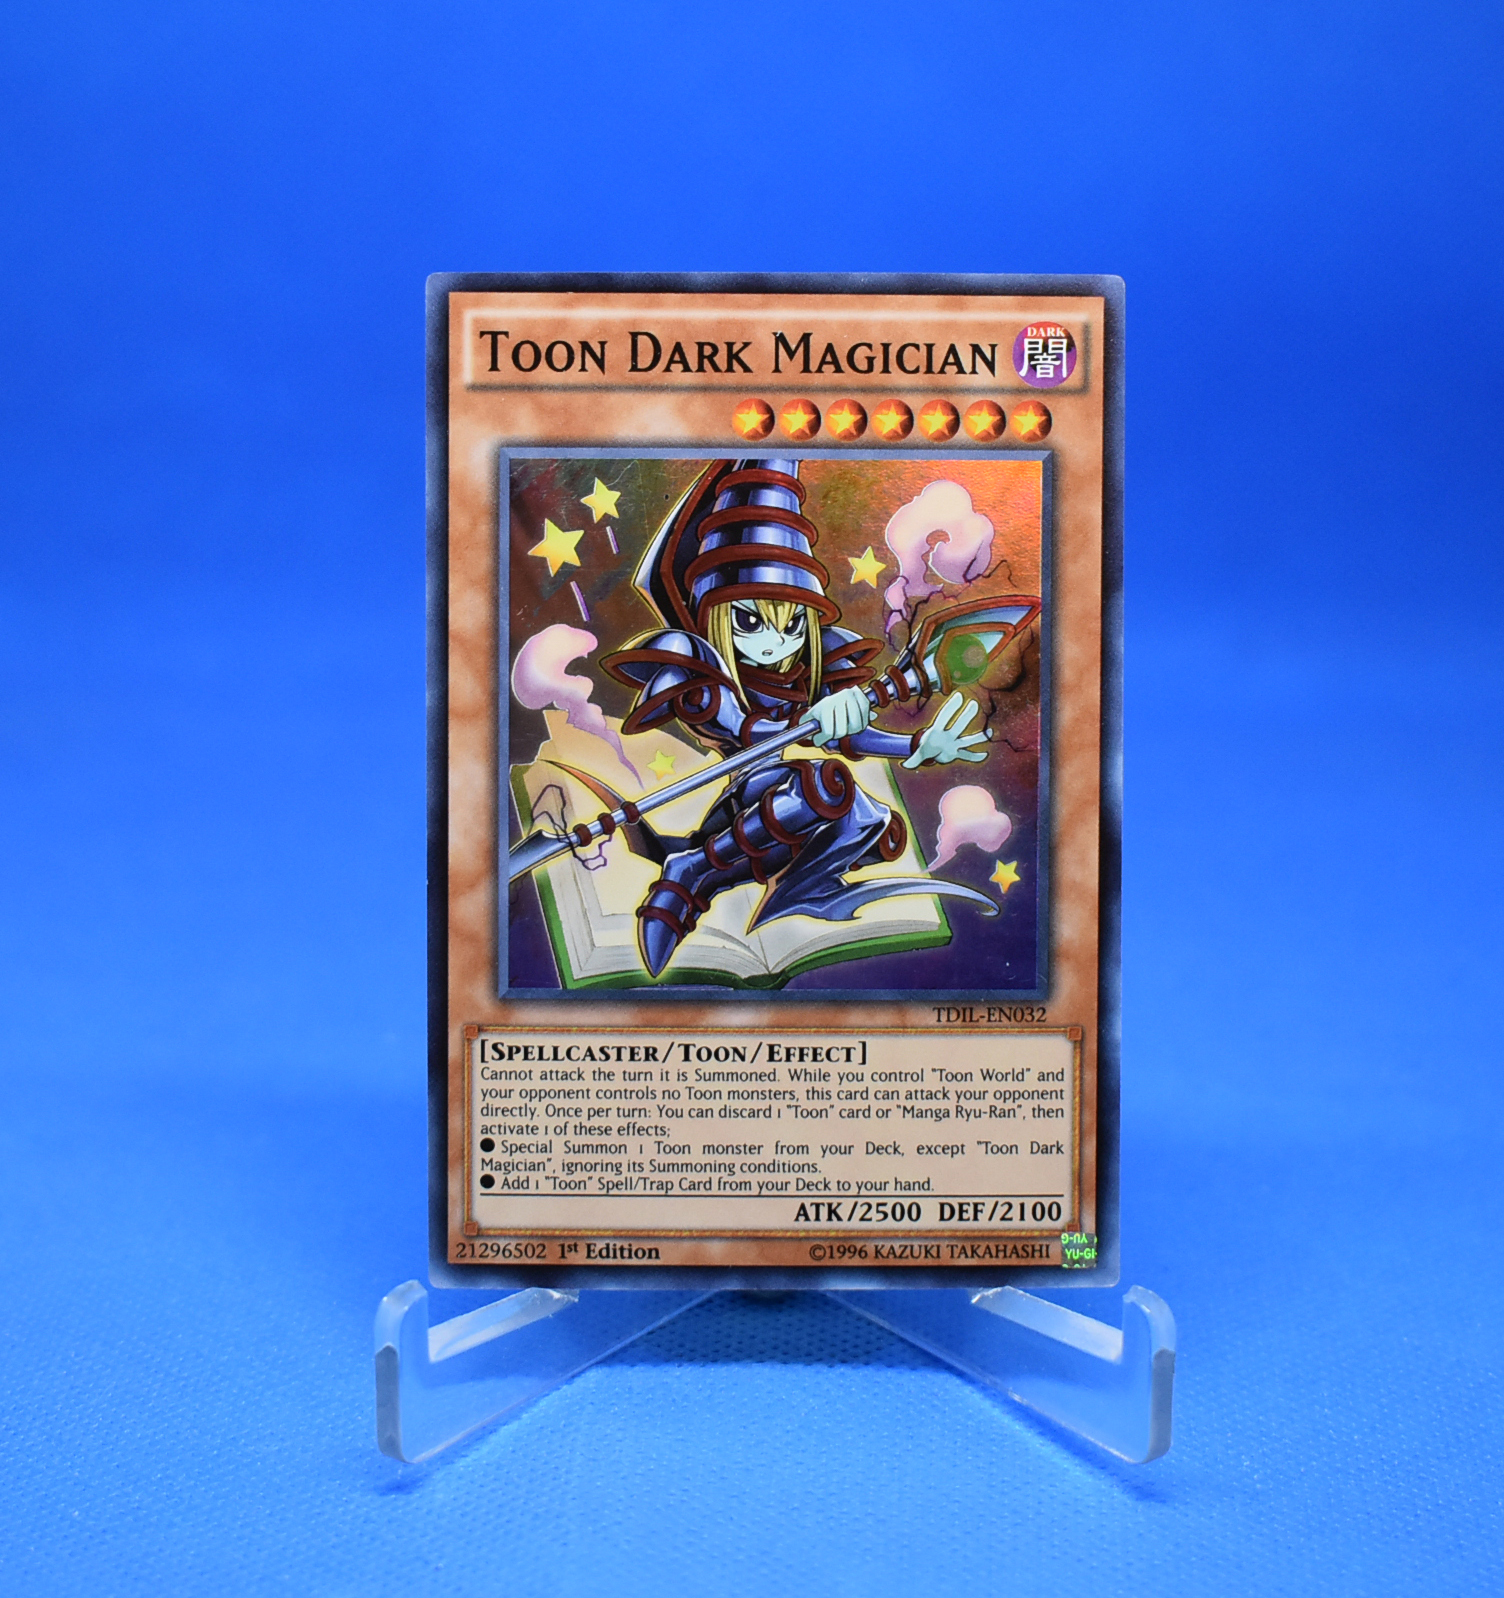 TOON DARK MAGICIAN
DARK
闇
TDIL-EN032
[SPELLCASTER/TOON/EFFECT]
Cannot attack the turn it is Summoned. While you control "Toon World" and
your opponent controls no Toon monsters, this card can attack your opponent
directly. Once per turn: You can discard 1 "Toon" card or "Manga Ryu-Ran", then
activate 1 of these effects;
● Special Summon 1 Toon monster from your Deck, except "Toon Dark
Magician", ignoring its Summoning conditions.
● Add 1 "Toon" Spell/Trap Card from your Deck to your hand.
ATK/2500 DEF/2100
21296502 1st Edition ©1996 KAZUKI TAKAHASHI
YU-GI-